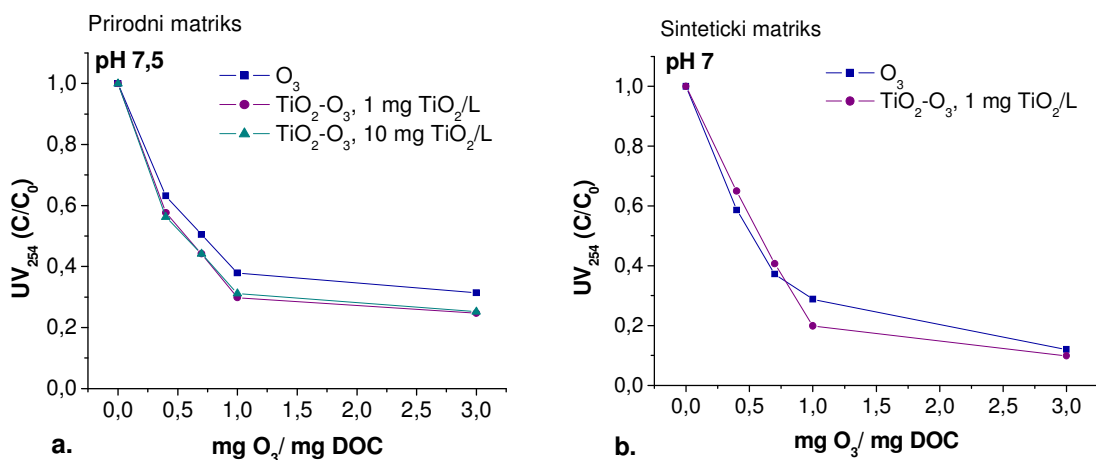 Prirodni matriks
pH 7,5
O3
TiO2-O3, 1 mg TiO2/L
TiO2-O3, 10 mg TiO2/L
1,0
0,8
0,6
0,4
0,2
0,0
UV254 (C/C0)
0,0 0,5 1,0 1,5 2,0 2,5 3,0
a. mg O3/ mg DOC
Sinteticki matriks
pH 7
O3
TiO2-O3, 1 mg TiO2/L
1,0
0,8
0,6
0,4
0,2
0,0
UV254 (C/C0)
0,0 0,5 1,0 1,5 2,0 2,5 3,0
b. mg O3/ mg DOC